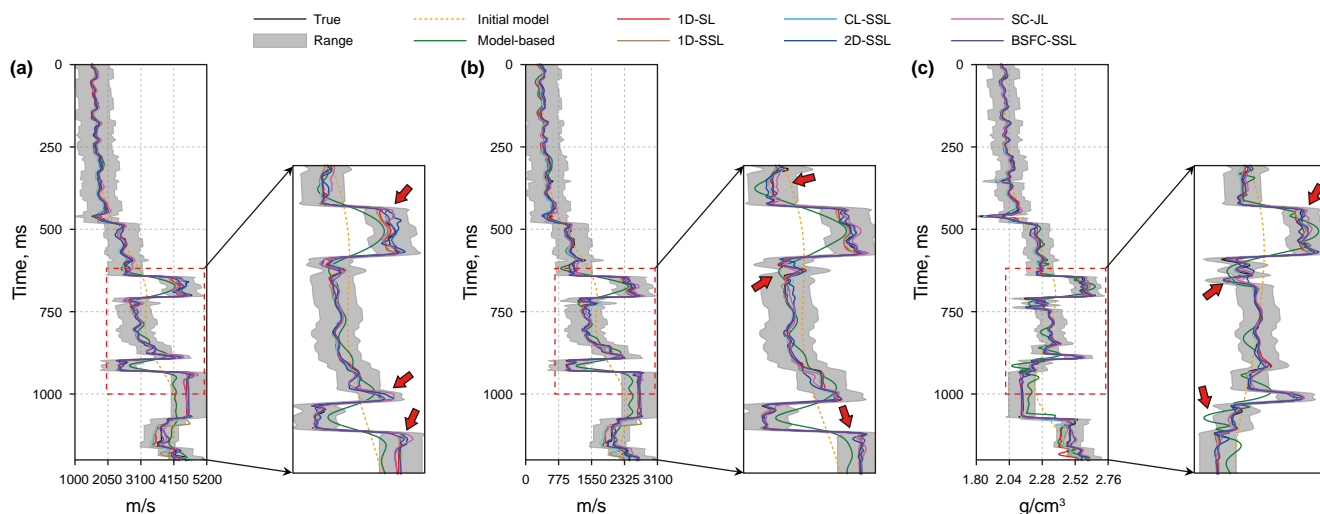 True
Initial model
1D-SL
CL-SSL
SC-JL
Range
Model-based
1D-SSL
2D-SSL
BSFC-SSL
(a)
0
250
500
750
1000
Time, ms
1000 2050 3100 4150 5200
m/s
(b)
0
250
500
750
1000
Time, ms
0 775 1550 2325 3100
m/s
(c)
0
250
500
750
1000
Time, ms
1.80 2.04 2.28 2.52 2.76
g/cm³